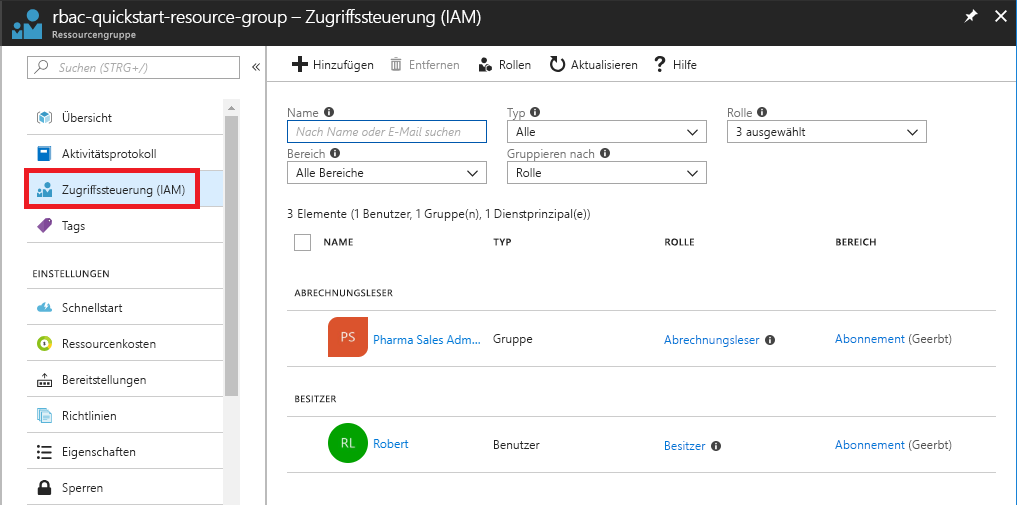 rbac-quickstart-resource-group – Zugriffssteuerung (IAM)
Ressourcengruppe
Suchen (STRG+/)
Übersicht
Aktivitätsprotokoll
Zugriffssteuerung (IAM)
Tags
EINSTELLUNGEN
Schnellstart
Ressourcenkosten
Bereitstellungen
Richtlinien
Eigenschaften
Sperren
Hinzufügen Entfernen Rollen Aktualisieren Hilfe
Name Typ Rolle
Nach Name oder E-Mail suchen Alle 3 ausgewählt
Bereich Gruppieren nach
Alle Bereiche Rolle
3 Elemente (1 Benutzer, 1 Gruppe(n), 1 Dienstprinzipal(e))
NAME TYP ROLLE BEREICH
ABRECHNUNGSLESER
PS Pharma Sales Adm... Gruppe Abrechnungsleser Abonnement (Geerbt)
BESITZER
RL Robert Benutzer Besitzer Abonnement (Geerbt)